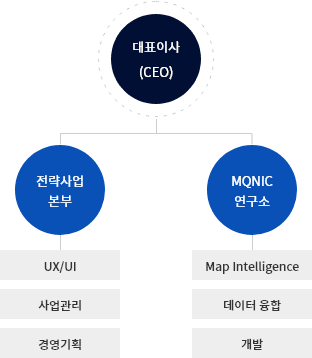 대표이사
(CEO)
전략사업
본부
MQNIC
연구소
UX/UI
Map Intelligence
사업관리
데이터 융합
경영기획
개발